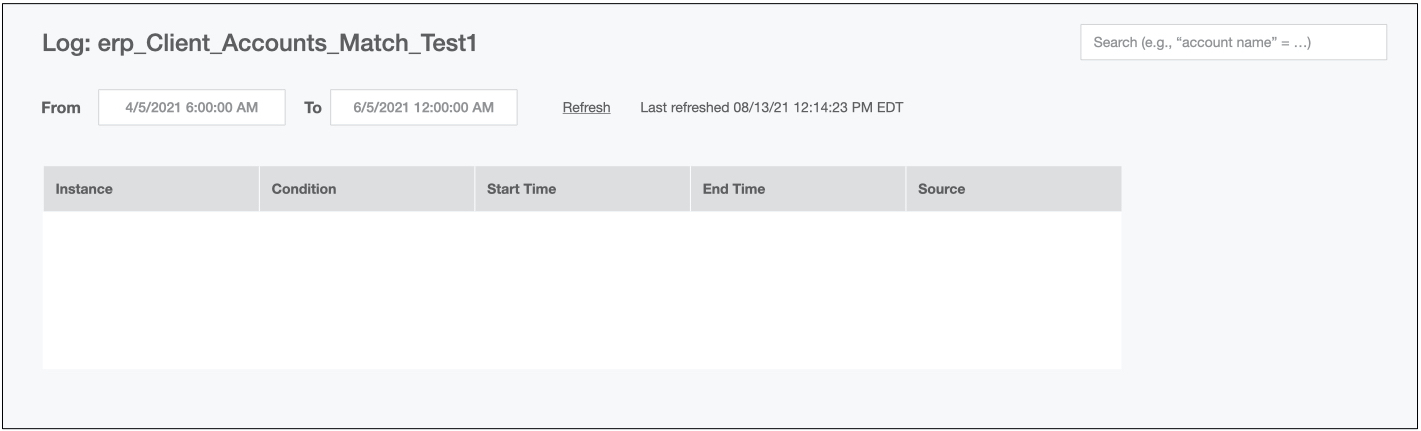 Log: erp_Client_Accounts_Match_Test1
Search (e.g., “account name” = …)
From 4/5/2021 6:00:00 AM To 6/5/2021 12:00:00 AM Refresh Last refreshed 08/13/21 12:14:23 PM EDT
Instance Condition Start Time End Time Source